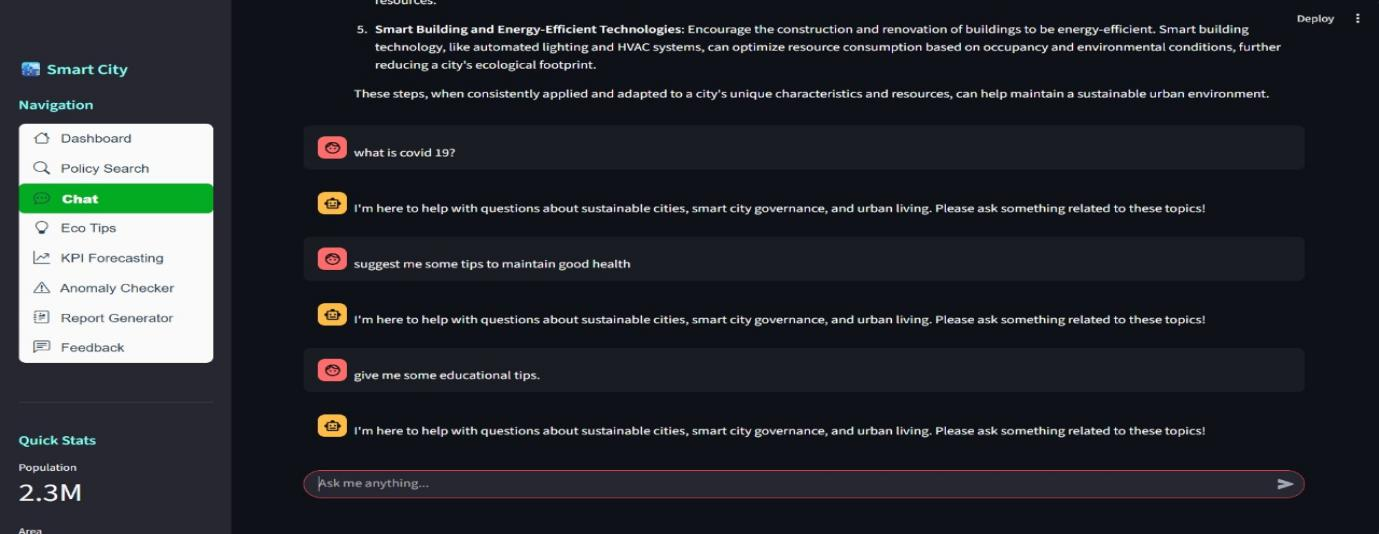 Smart City
Navigation
Dashboard
Policy Search
Chat
Eco Tips
KPI Forecasting
Anomaly Checker
Report Generator
Feedback
Quick Stats
Population
2.3M
Area
Deploy
resources.
5. Smart Building and Energy-Efficient Technologies: Encourage the construction and renovation of buildings to be energy-efficient. Smart building
technology, like automated lighting and HVAC systems, can optimize resource consumption based on occupancy and environmental conditions, further
reducing a city's ecological footprint.
These steps, when consistently applied and adapted to a city's unique characteristics and resources, can help maintain a sustainable urban environment.
what is covid 19?
I'm here to help with questions about sustainable cities, smart city governance, and urban living. Please ask something related to these topics!
suggest me some tips to maintain good health
I'm here to help with questions about sustainable cities, smart city governance, and urban living. Please ask something related to these topics!
give me some educational tips.
I'm here to help with questions about sustainable cities, smart city governance, and urban living. Please ask something related to these topics!
Ask me anything...